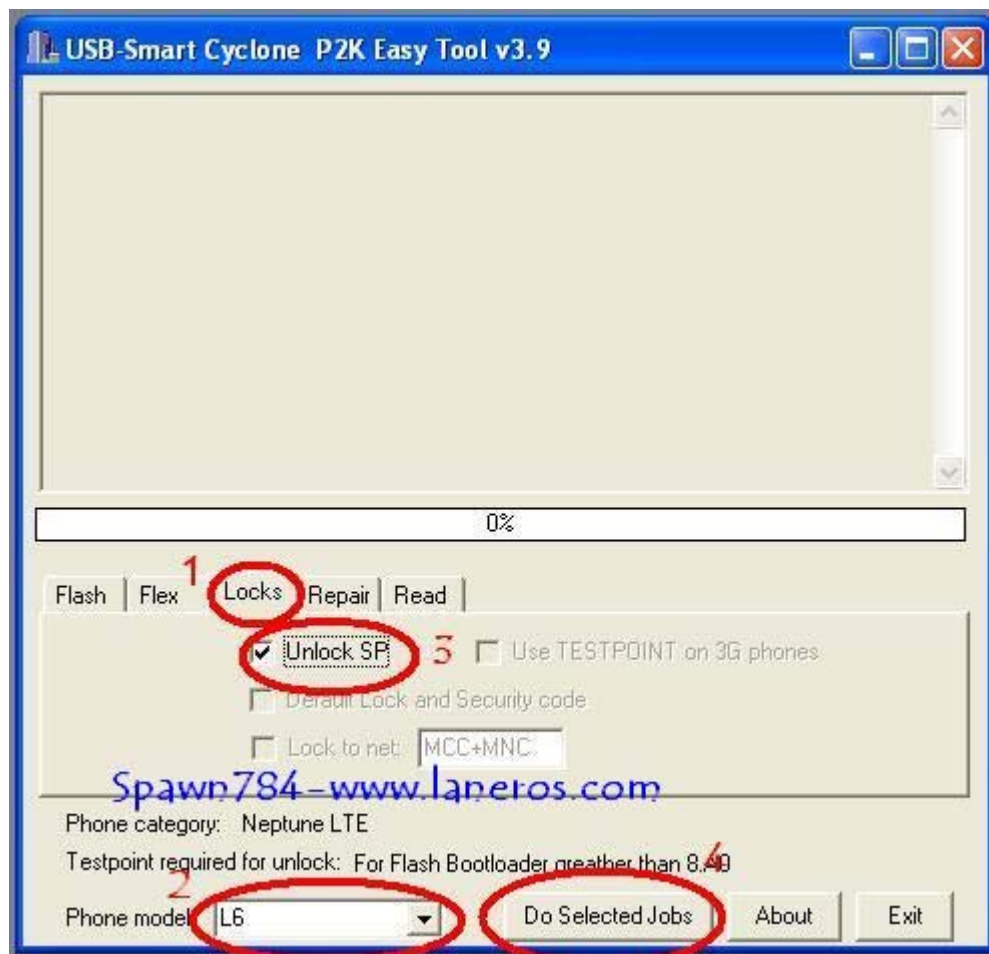 USB-Smart Cyclone P2K Easy Tool v3.9
0%
1
Flash Flex Locks Repair Read
Unlock SP 3 Use TESTPOINT on 3G phones
Default Lock and Security code
Lock to net: MCC+MNC
Spawn784-www.laneros.com
Phone category: Neptune LTE
Testpoint required for unlock: For Flash Bootloader greather than 8.49
2 4
Phone model: L6 Do Selected Jobs About Exit